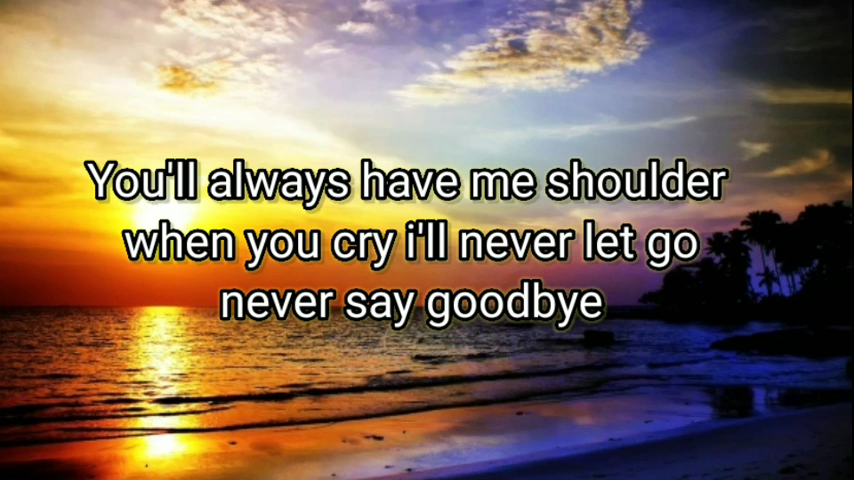 You'll always have me shoulder
when you cry i'll never let go
never say goodbye